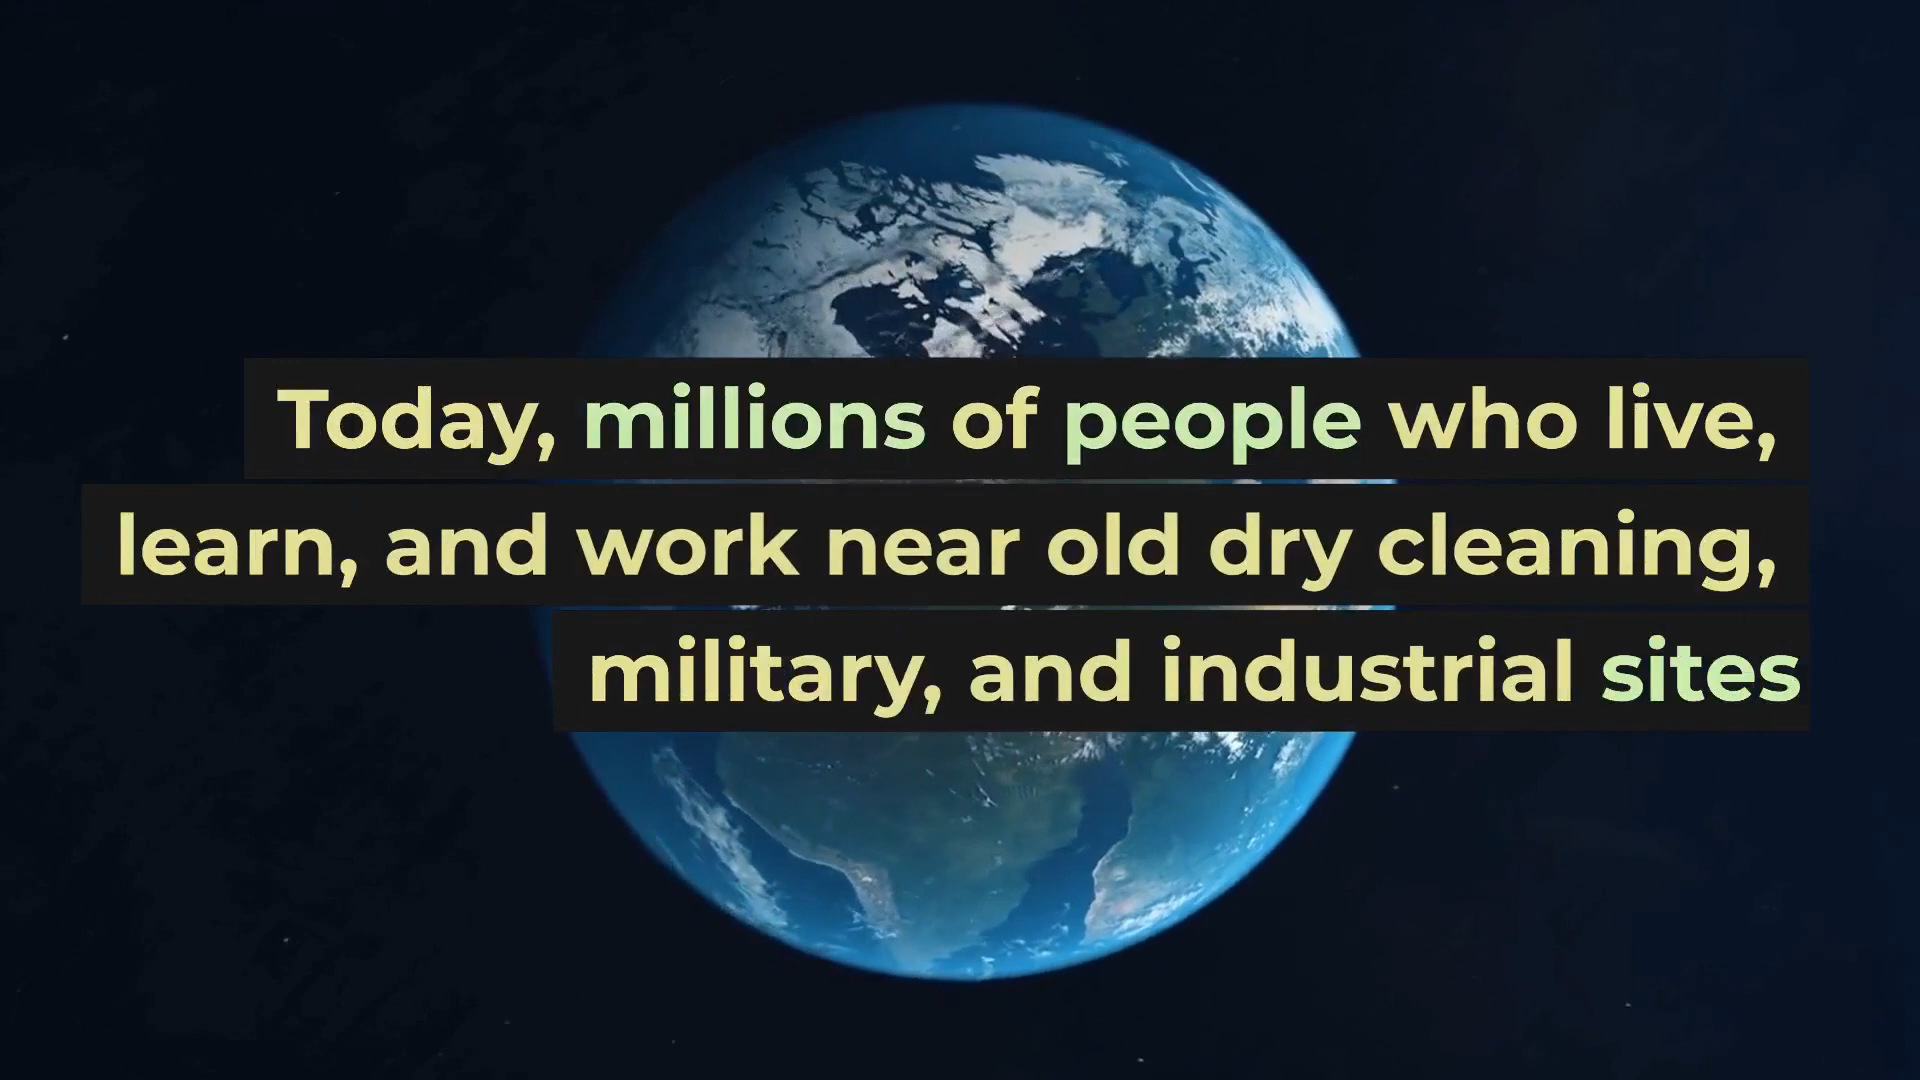 Today, millions of people who live,
learn, and work near old dry cleaning,
military, and industrial sites